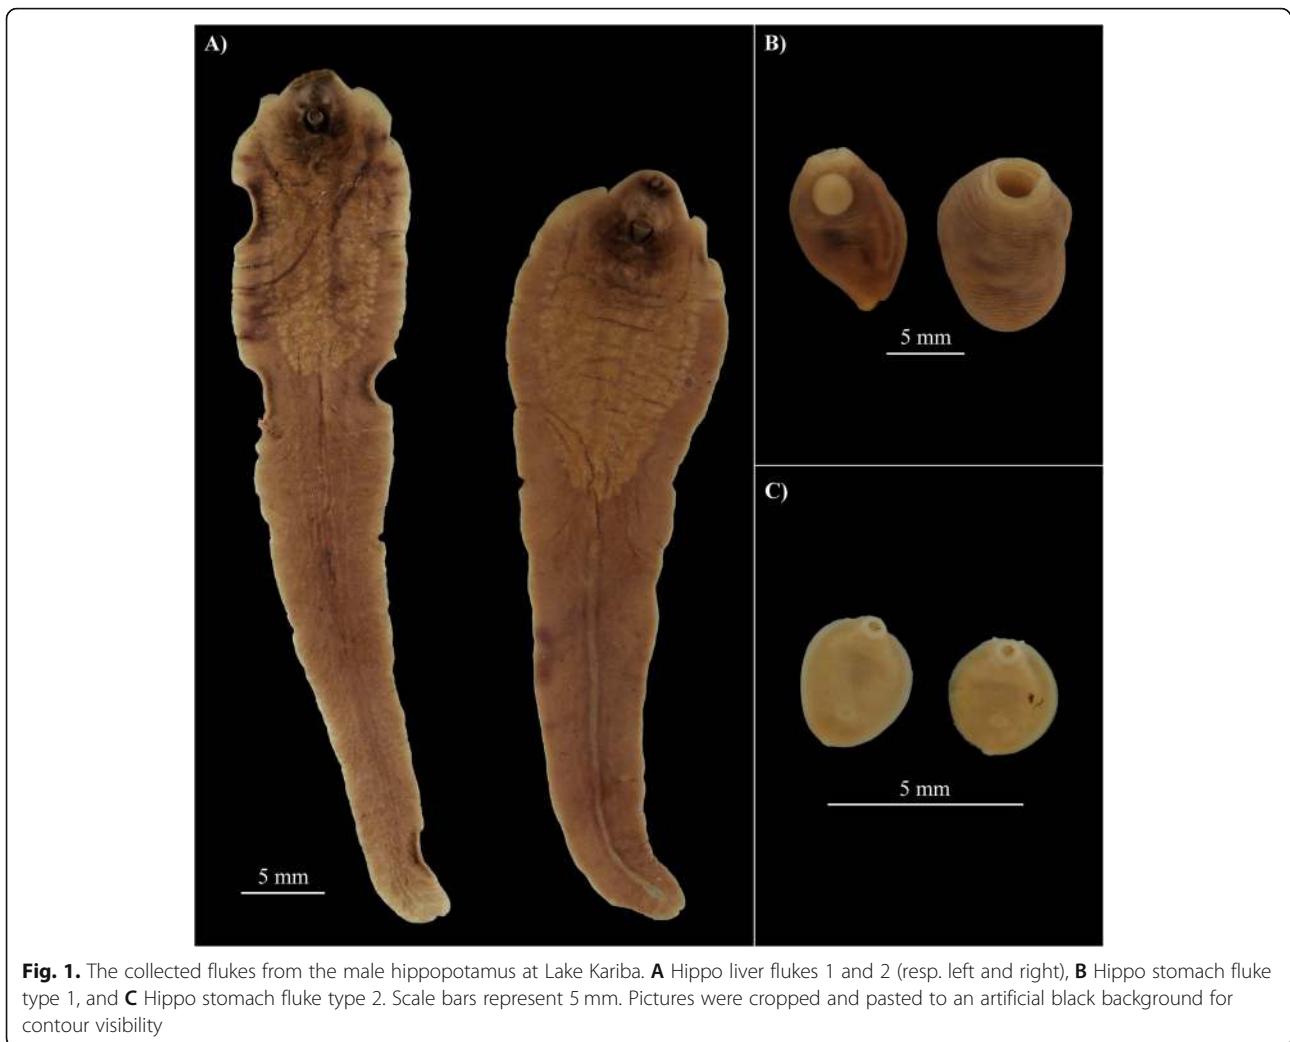 A)
B)
5 mm
C)
5 mm
5 mm
Fig. 1. The collected flukes from the male hippopotamus at Lake Kariba. A Hippo liver flukes 1 and 2 (resp. left and right), B Hippo stomach fluke
type 1, and C Hippo stomach fluke type 2. Scale bars represent 5 mm. Pictures were cropped and pasted to an artificial black background for
contour visibility